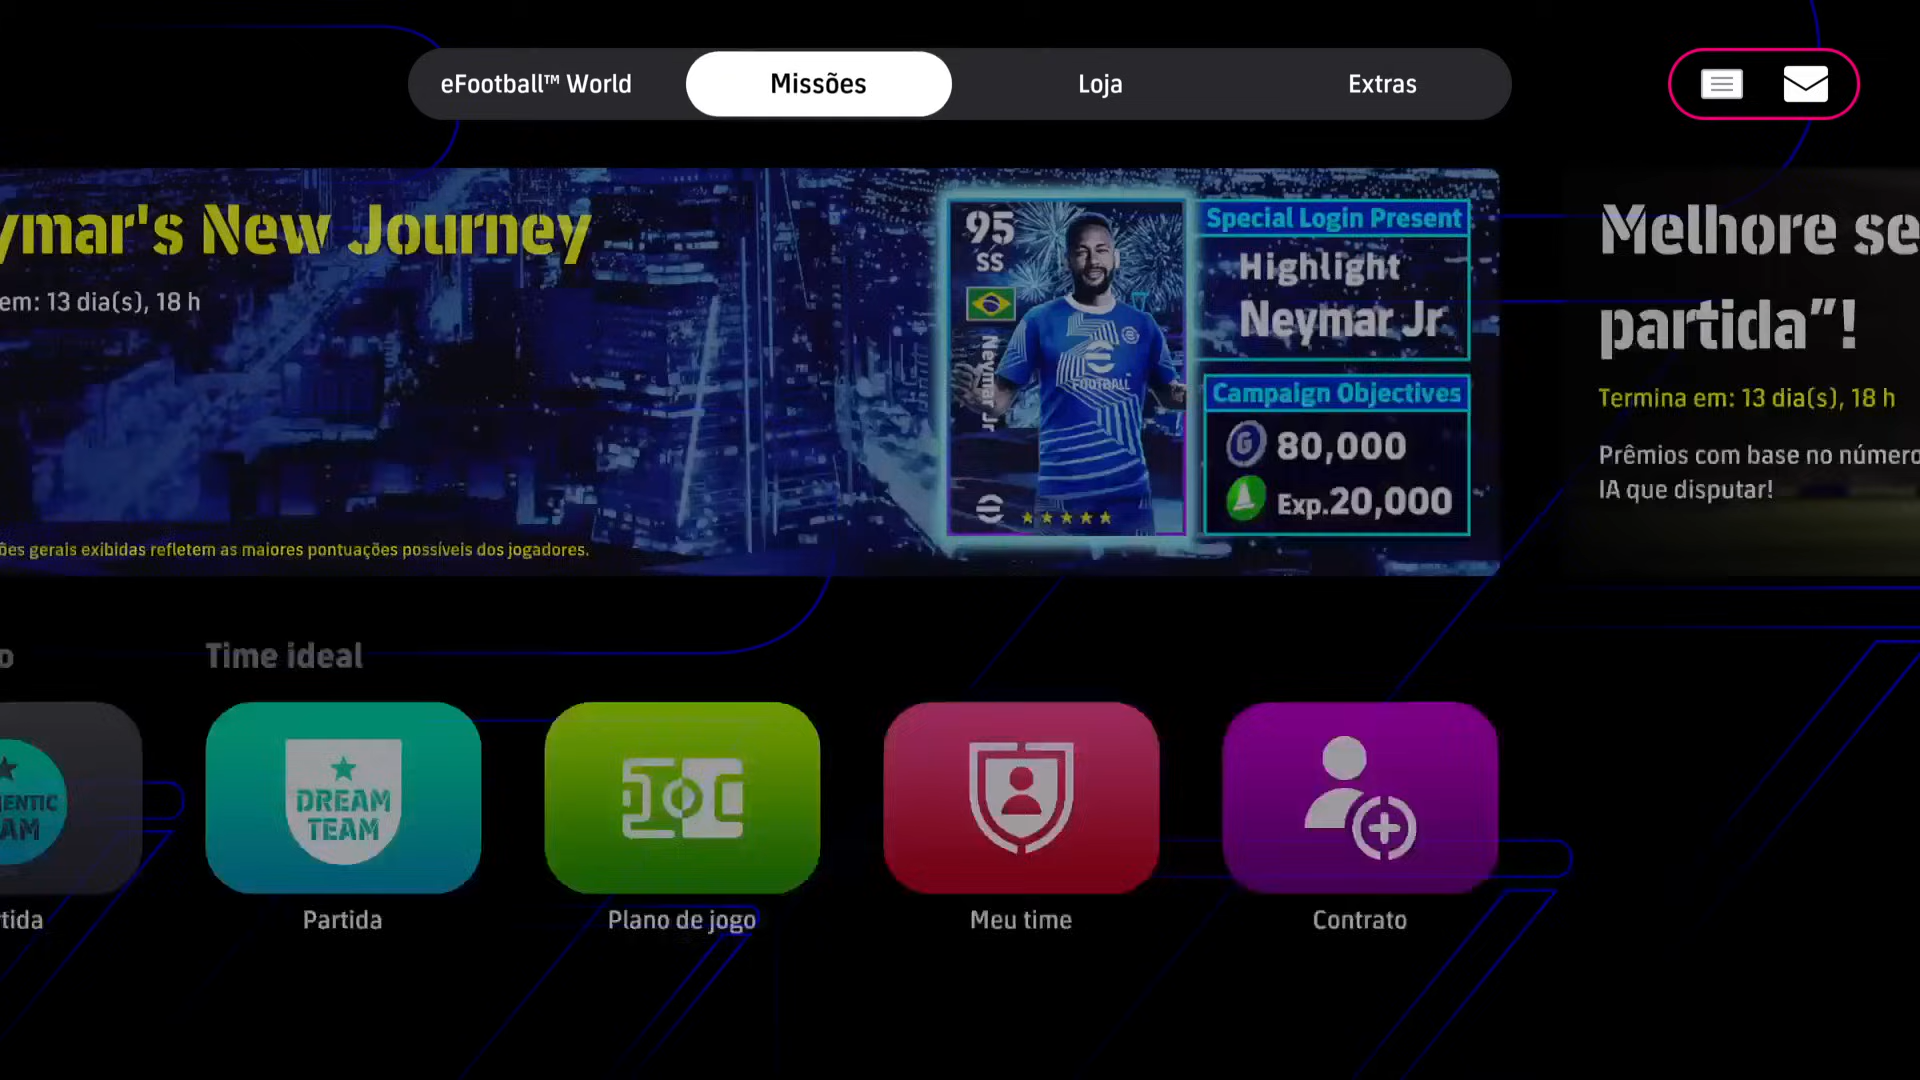 eFootball™ World
Missões
Loja
Extras
ymar's New Journey
em: 13 dia(s), 18 h
ões gerais exibidas refletem as maiores pontuações possíveis dos jogadores.
95
SS
Neymar Jr
FOOTBALL
★★★★★
Special Login Present
Highlight
Neymar Jr
Campaign Objectives
G 80,000
Exp.20,000
Melhore se
partida”!
Termina em: 13 dia(s), 18 h
Prêmios com base no número
IA que disputar!
o
Time ideal
ENTIC
AM
DREAM
TEAM
tida
Partida
Plano de jogo
Meu time
Contrato